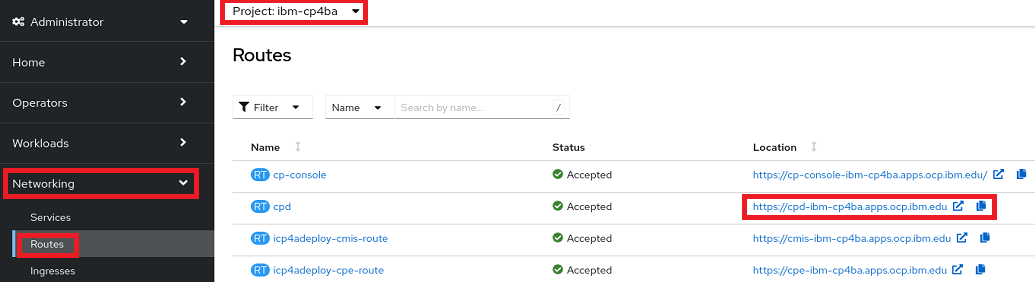 Administrator
Home
Operators
Workloads
Networking
Services
Routes
Ingresses
Project: ibm-cp4ba
Routes
Filter Name Search by name... /
Name Status Location
RT cp-console Accepted https://cp-console-ibm-cp4ba.apps.ocp.ibm.edu/
RT cpd Accepted https://cpd-ibm-cp4ba.apps.ocp.ibm.edu
RT icp4adeploy-cmis-route Accepted https://cmis-ibm-cp4ba.apps.ocp.ibm.edu
RT icp4adeploy-cpe-route Accepted https://cpe-ibm-cp4ba.apps.ocp.ibm.edu